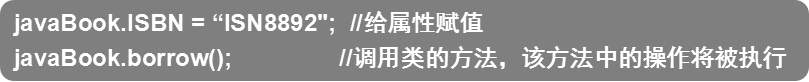 javaBook.ISBN = “ISN8892"; //给属性赋值
javaBook.borrow(); //调用类的方法，该方法中的操作将被执行